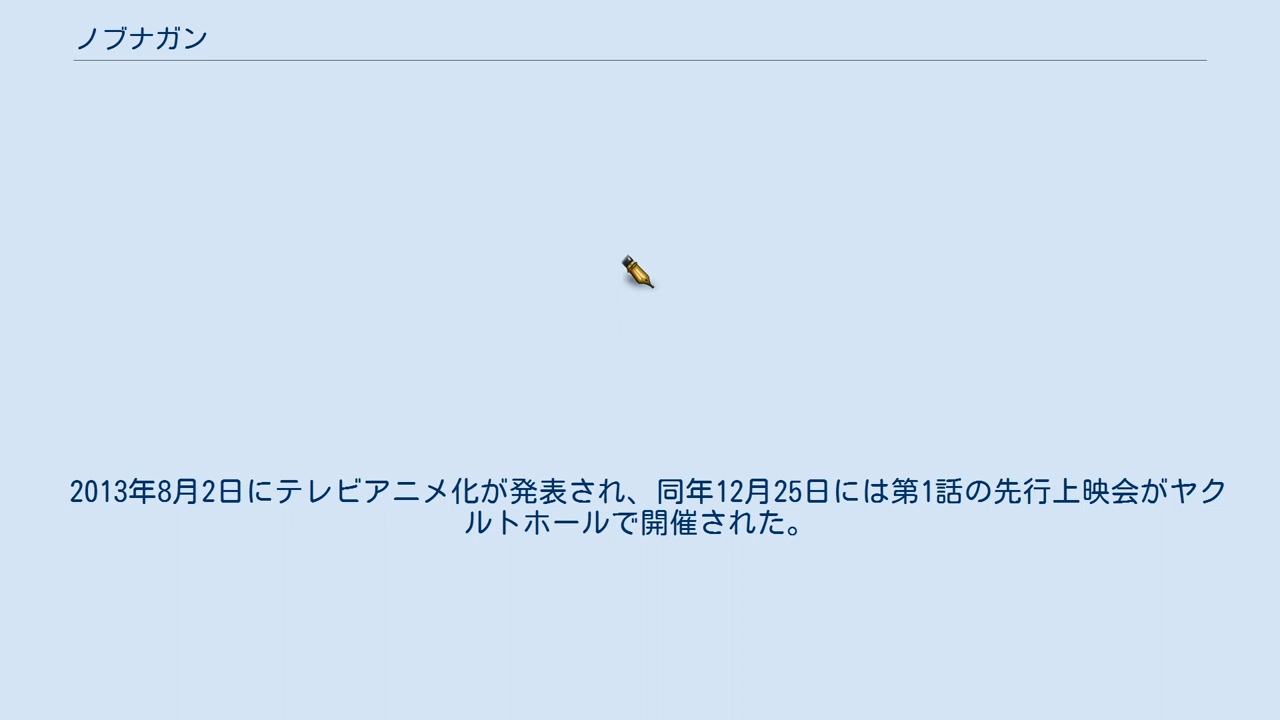 ノブナガン
2013年8月2日にテレビアニメ化が発表され、同年12月25日には第1話の先行上映会がヤク
ルトホールで開催された。